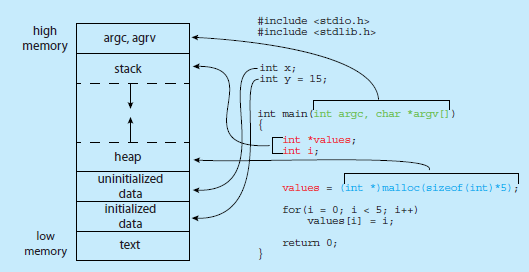 high
memory
argc, agrv
stack
heap
uninitialized
data
initialized
data
low
memory
text
#include <stdio.h>
#include <stdlib.h>
int x;
int y = 15;
int main(int argc, char *argv[])
{
int *values;
int i;
values = (int *)malloc(sizeof(int)*5);
for(i = 0; i < 5; i++)
values[i] = i;
return 0;
}